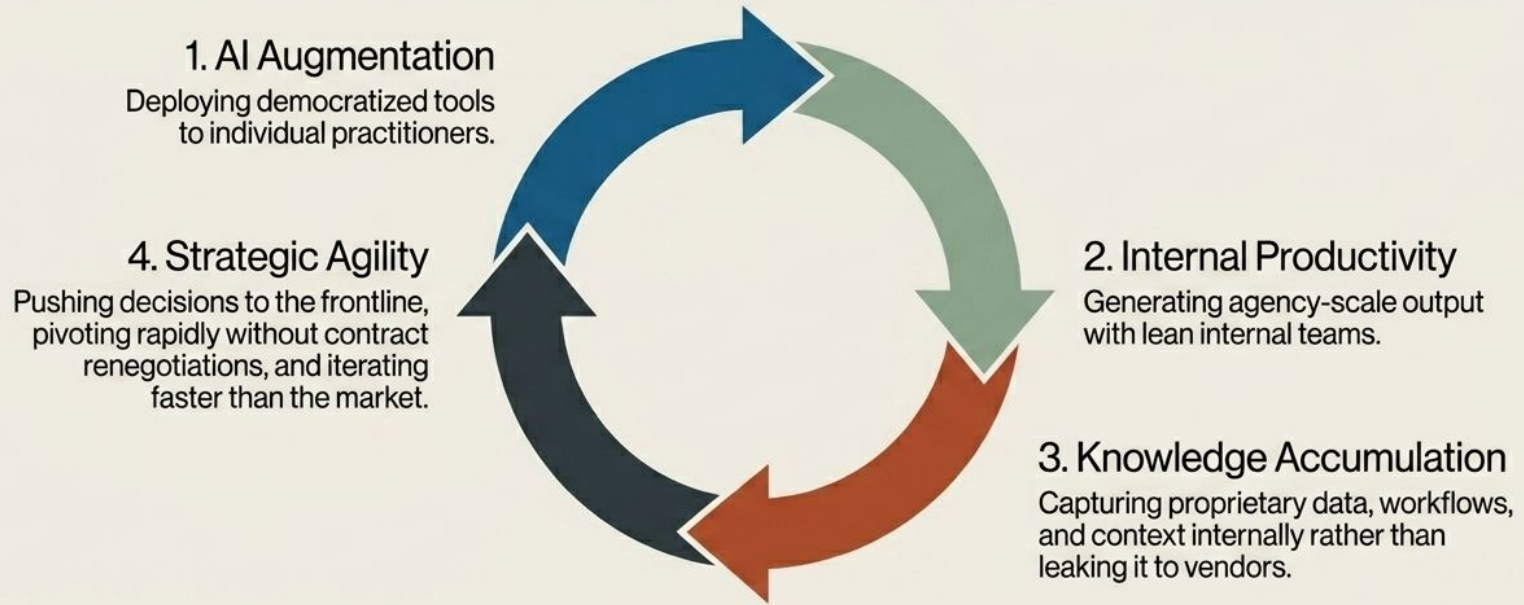 1. AI Augmentation
Deploying democratized tools
to individual practitioners.
2. Internal Productivity
Generating agency-scale output
with lean internal teams.
3. Knowledge Accumulation
Capturing proprietary data, workflows,
and context internally rather than
leaking it to vendors.
4. Strategic Agility
Pushing decisions to the frontline,
pivoting rapidly without contract
renegotiations, and iterating
faster than the market.